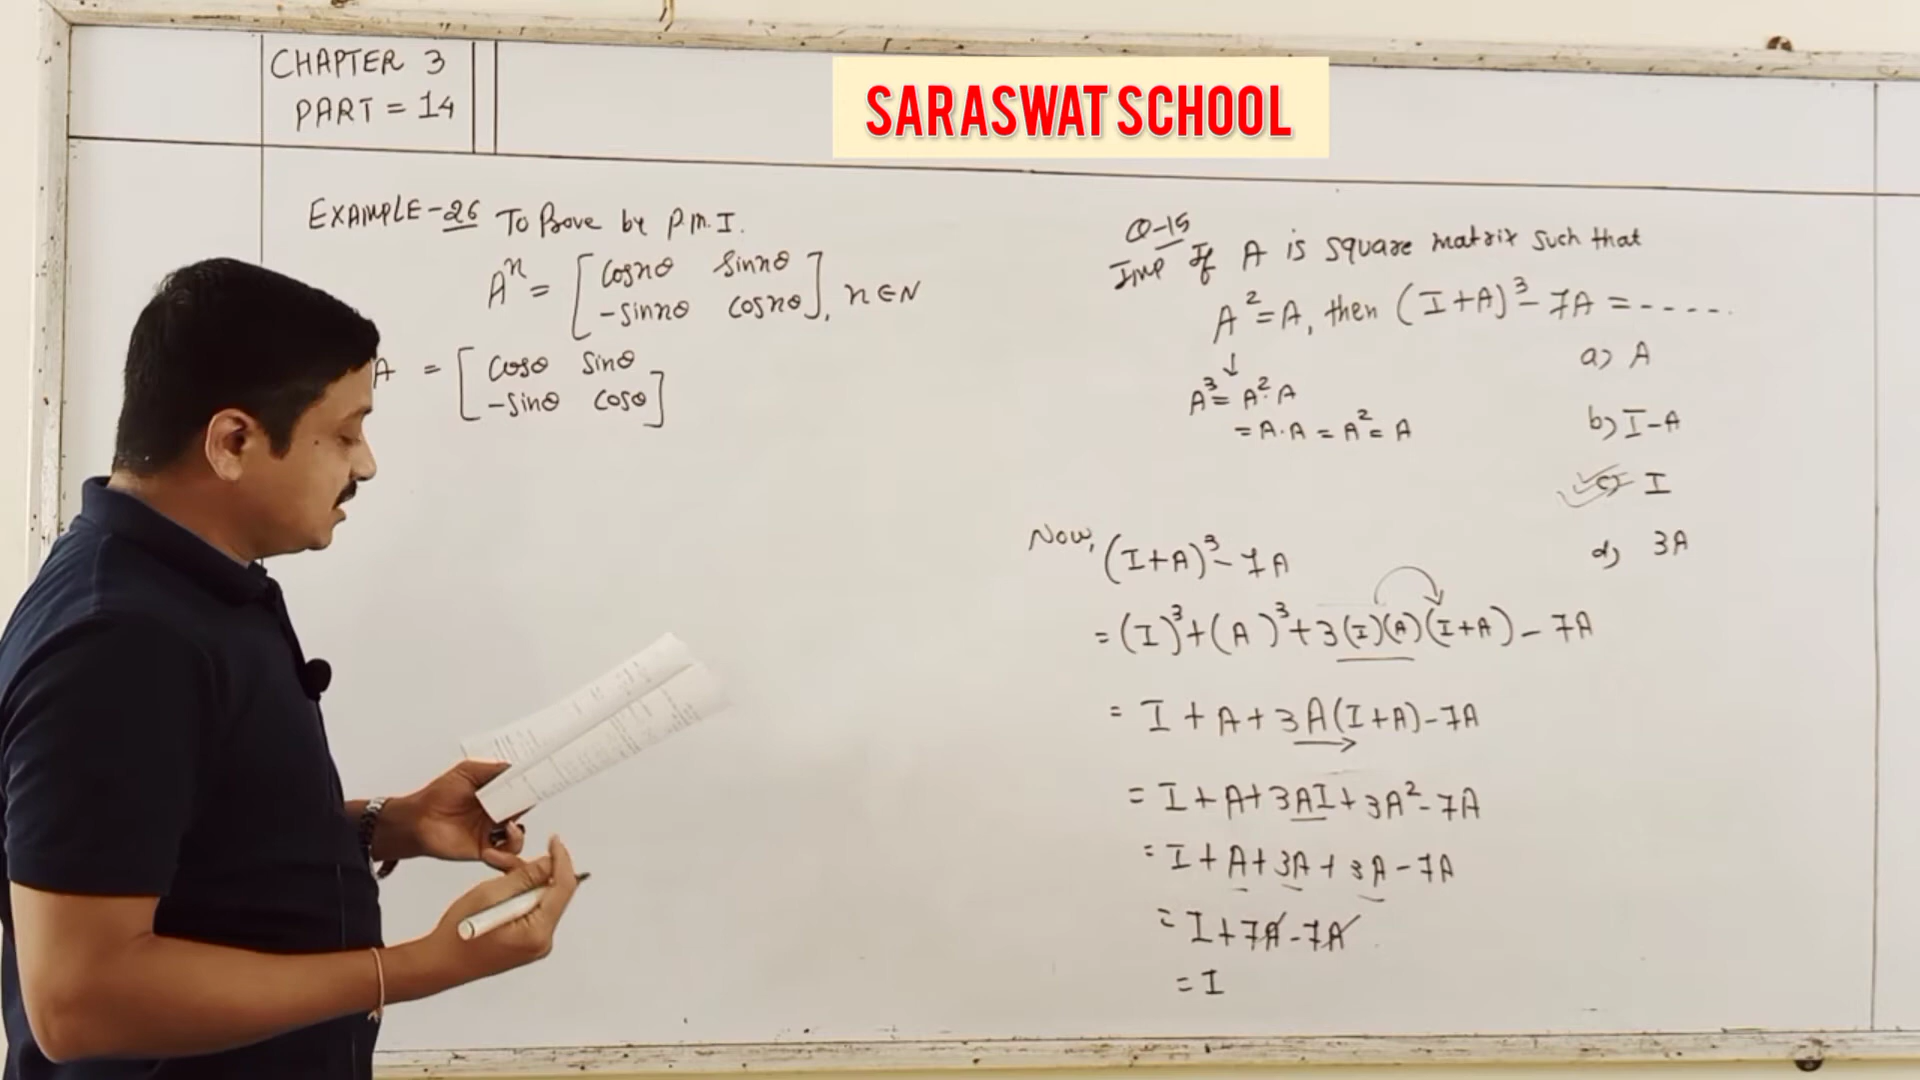 CHAPTER 3
PART = 14
SARASWAT SCHOOL
EXAMPLE-26 To Prove by P.M.I.
Aⁿ = [cosnθ sinnθ
-sinnθ cosnθ], n∈N
A = [cosθ sinθ
-sinθ cosθ]
Q-15
Imp If A is square matrix such that
A² = A, then (I+A)³ - 7A = -----
a) A
b) I-A
c) I
d) 3A
↓
A³ = A².A
= A.A = A² = A
Now, (I+A)³ - 7A
= (I)³+(A)³+3(I)(A)(I+A) - 7A
= I + A + 3A(I+A) - 7A
= I + A + 3AI + 3A² - 7A
= I + A + 3A + 3A - 7A
= I + 7A - 7A
= I